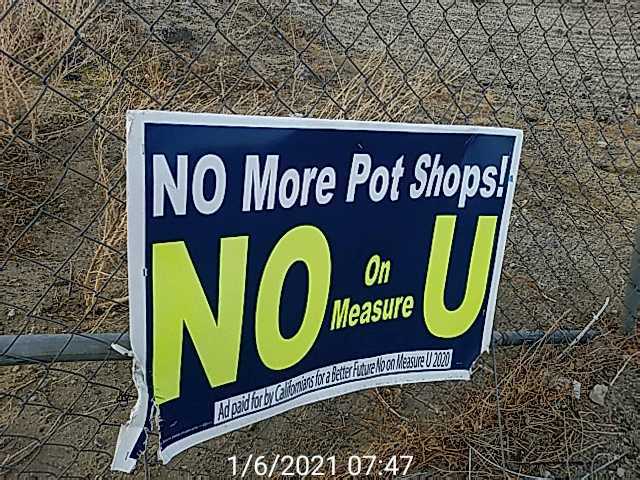 NO More Pot Shops!
NO On Measure U
Ad paid for by Californians for a Better Future No on Measure U 2020
1/6/2021 07:47